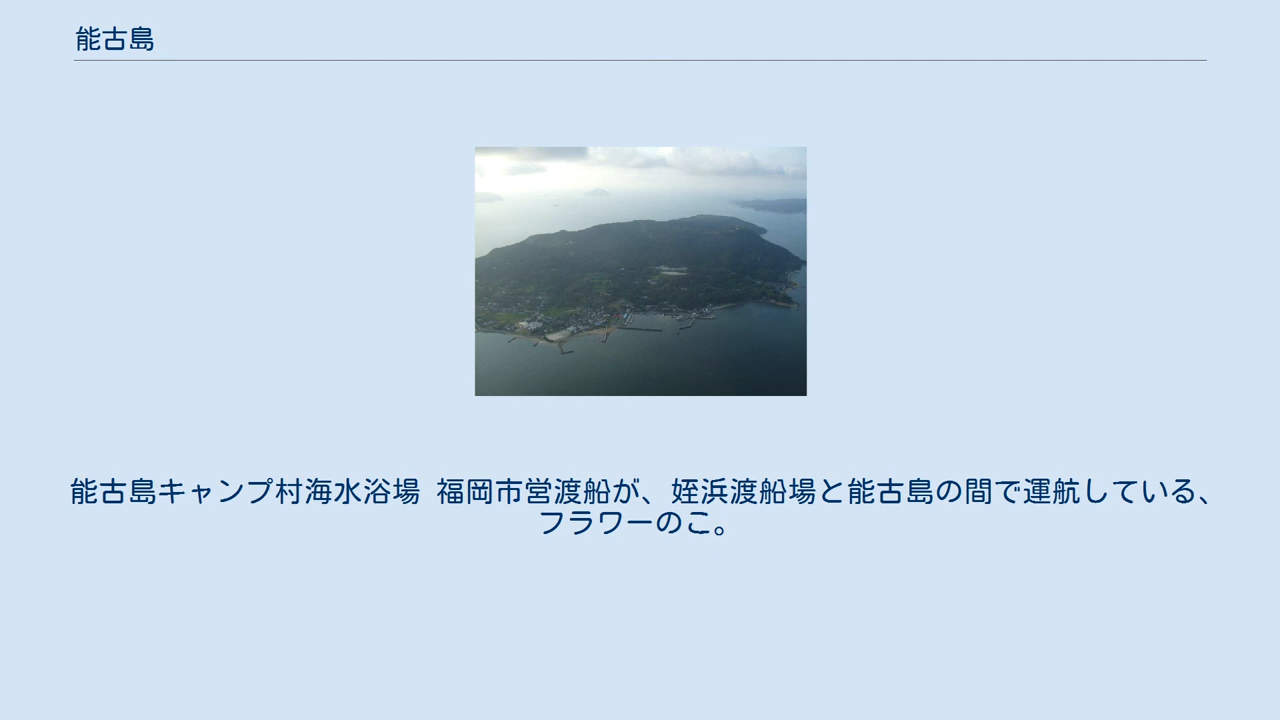 能古島
能古島キャンプ村海水浴場 福岡市営渡船が、姪浜渡船場と能古島の間で運航している、
フラワーのこ。